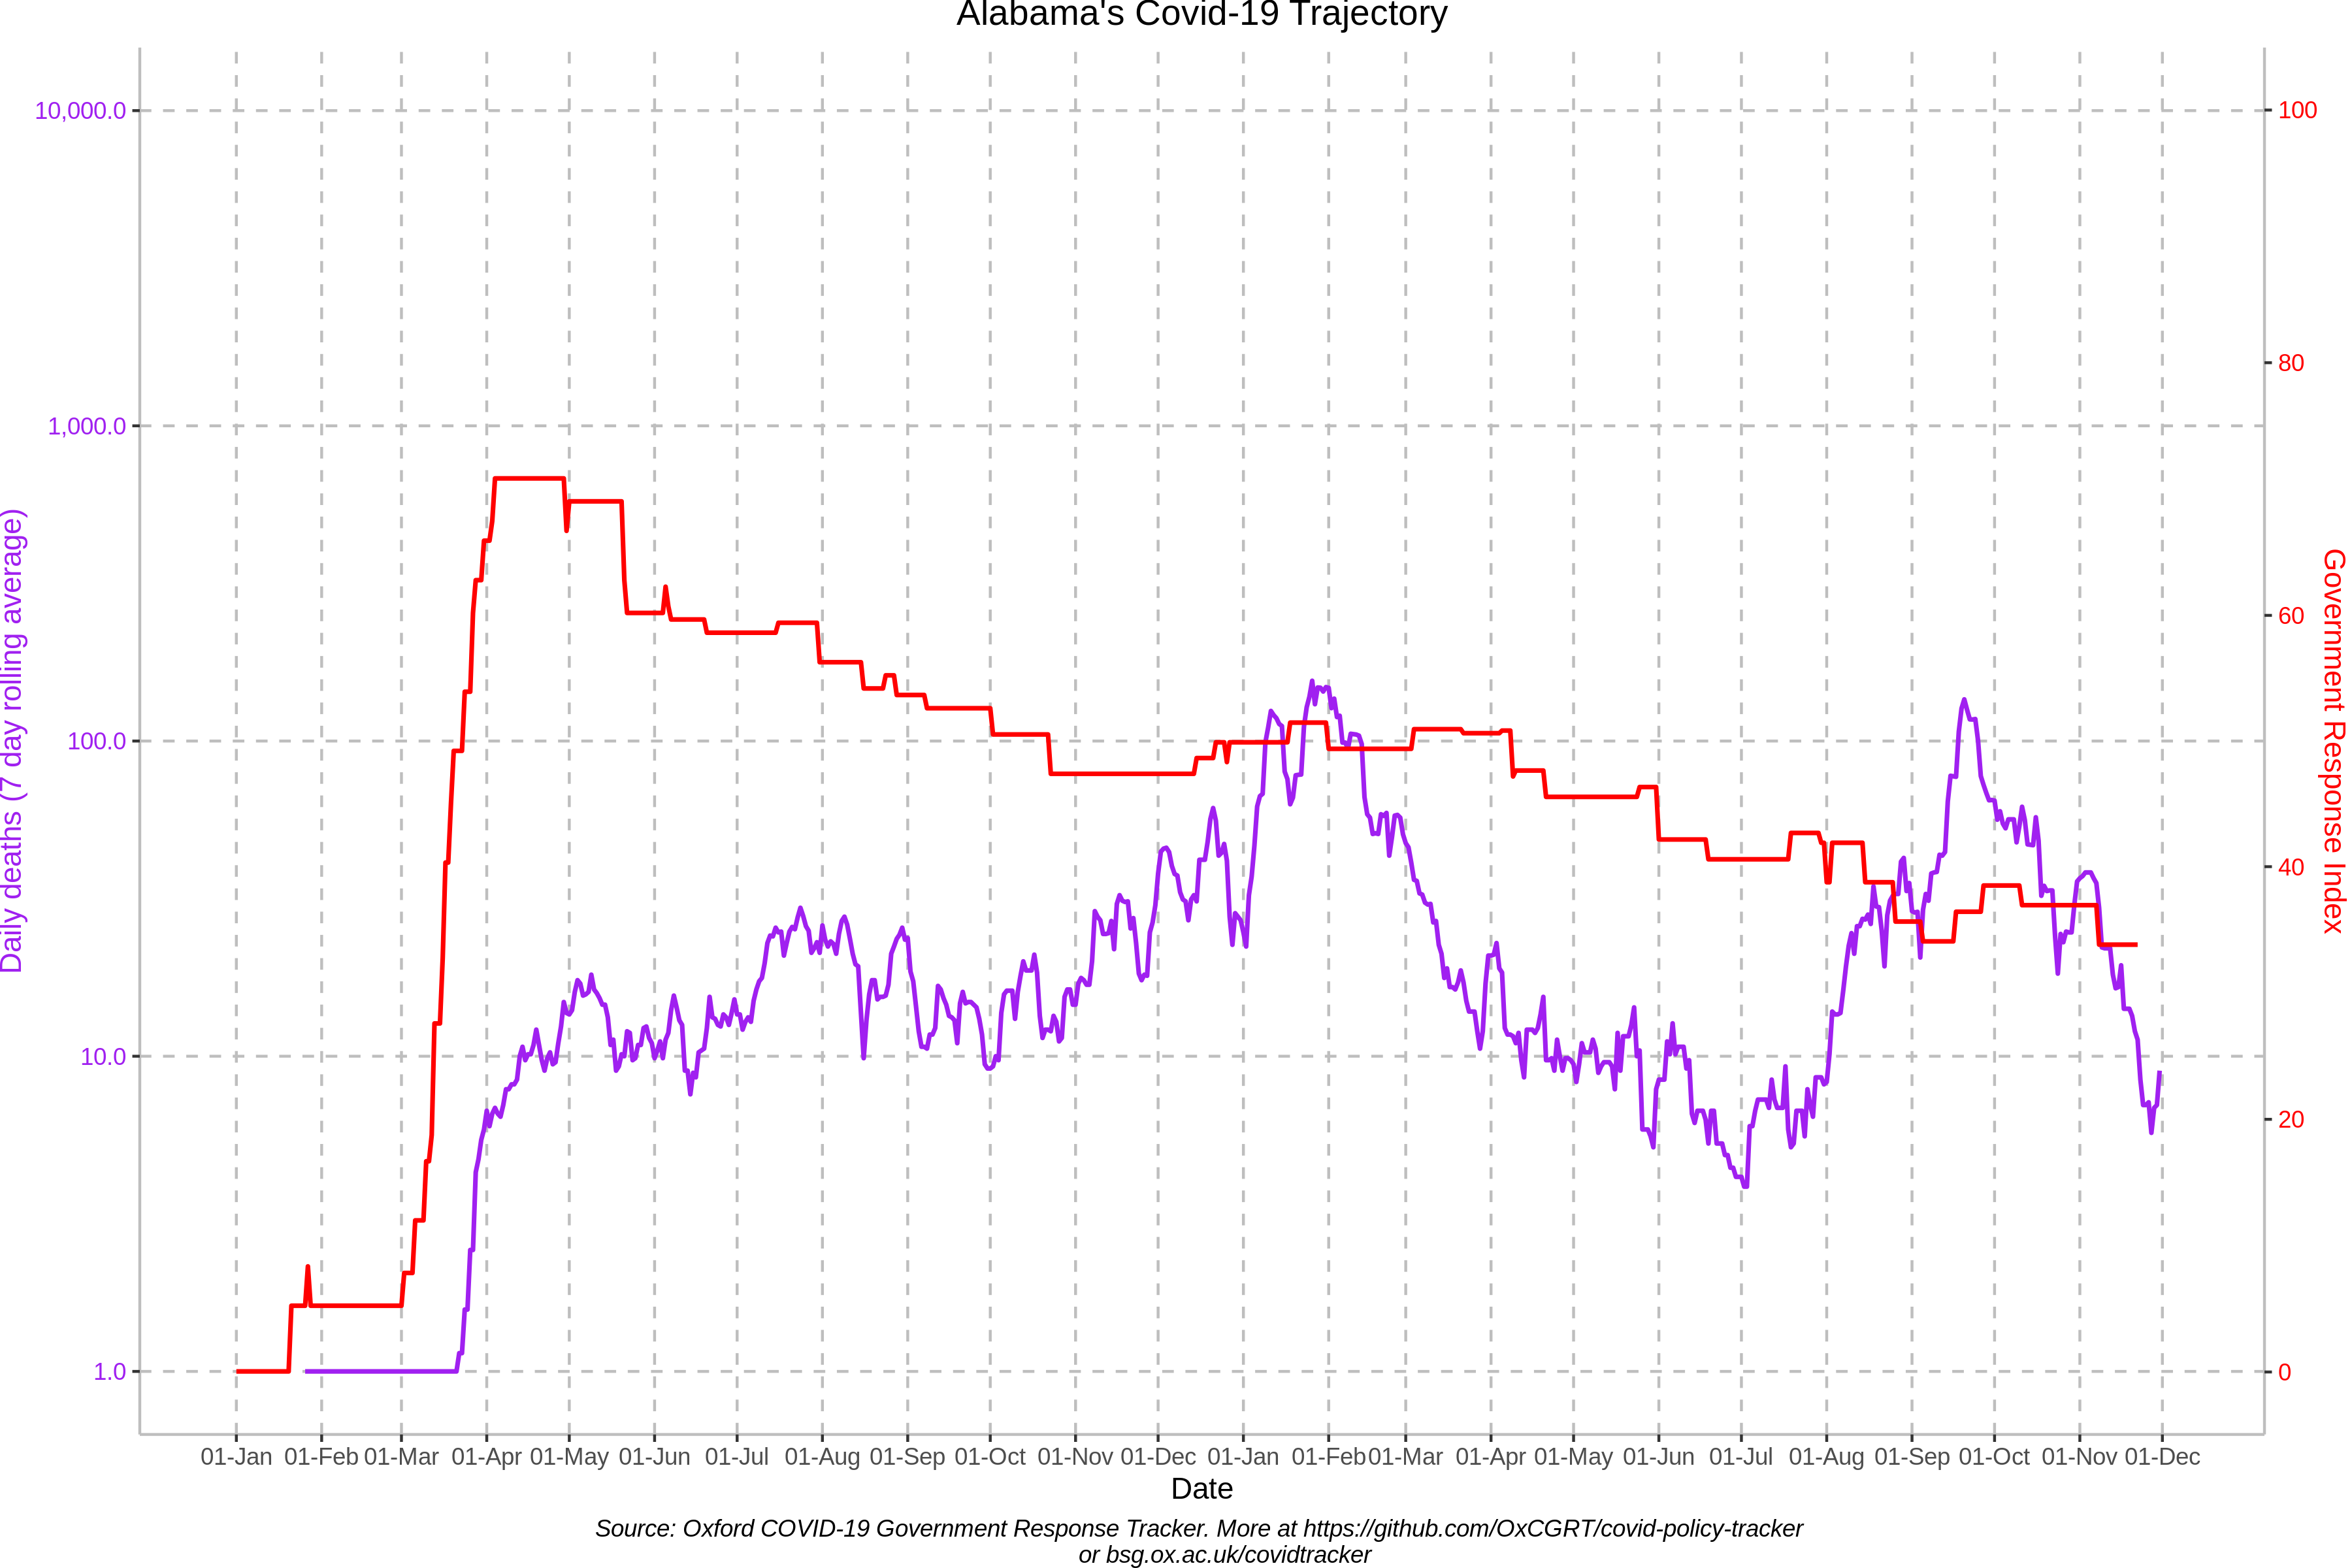 Alabama's Covid-19 Trajectory
10,000.0
1,000.0
100.0
10.0
1.0
Daily deaths (7 day rolling average)
100
80
60
40
20
0
Government Response Index
01-Jan 01-Feb 01-Mar 01-Apr 01-May 01-Jun 01-Jul 01-Aug 01-Sep 01-Oct 01-Nov 01-Dec 01-Jan 01-Feb 01-Mar 01-Apr 01-May 01-Jun 01-Jul 01-Aug 01-Sep 01-Oct 01-Nov 01-Dec
Date
Source: Oxford COVID-19 Government Response Tracker. More at https://github.com/OxCGRT/covid-policy-tracker
or bsg.ox.ac.uk/covidtracker